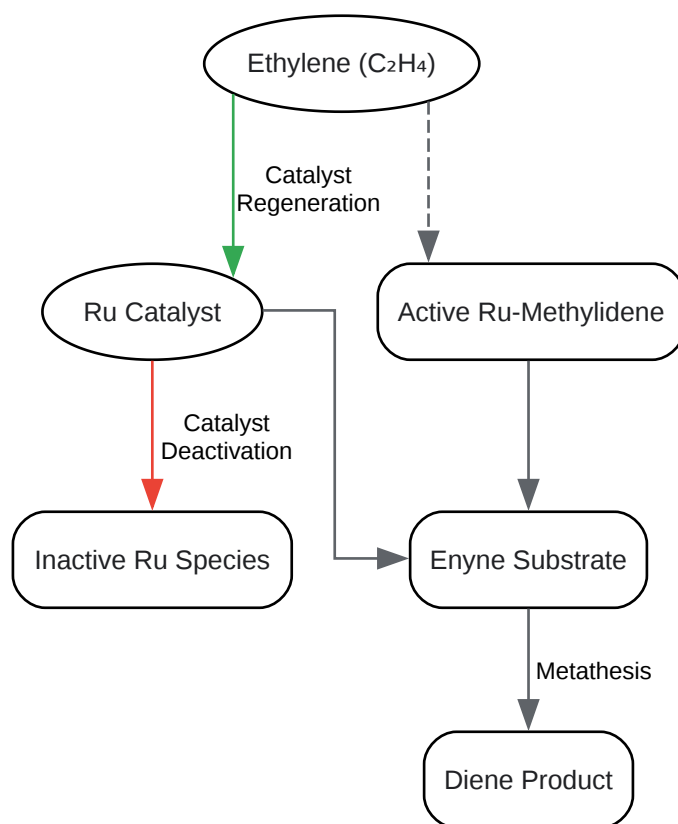 Ethylene (C₂H₄)
Catalyst
Regeneration
Ru Catalyst
Active Ru-Methylidene
Catalyst
Deactivation
Inactive Ru Species
Enyne Substrate
Metathesis
Diene Product